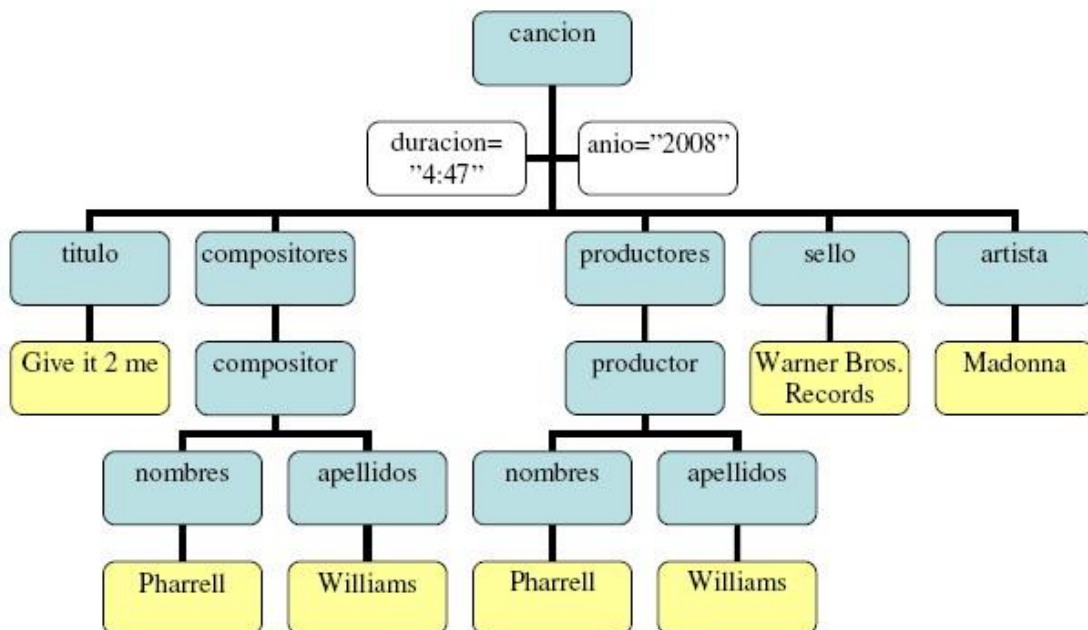 cancion
duracion=
”4:47”
anio=”2008”
titulo
compositores
productores
sello
artista
Give it 2 me
compositor
productor
Warner Bros.
Records
Madonna
nombres
apellidos
nombres
apellidos
Pharrell
Williams
Pharrell
Williams